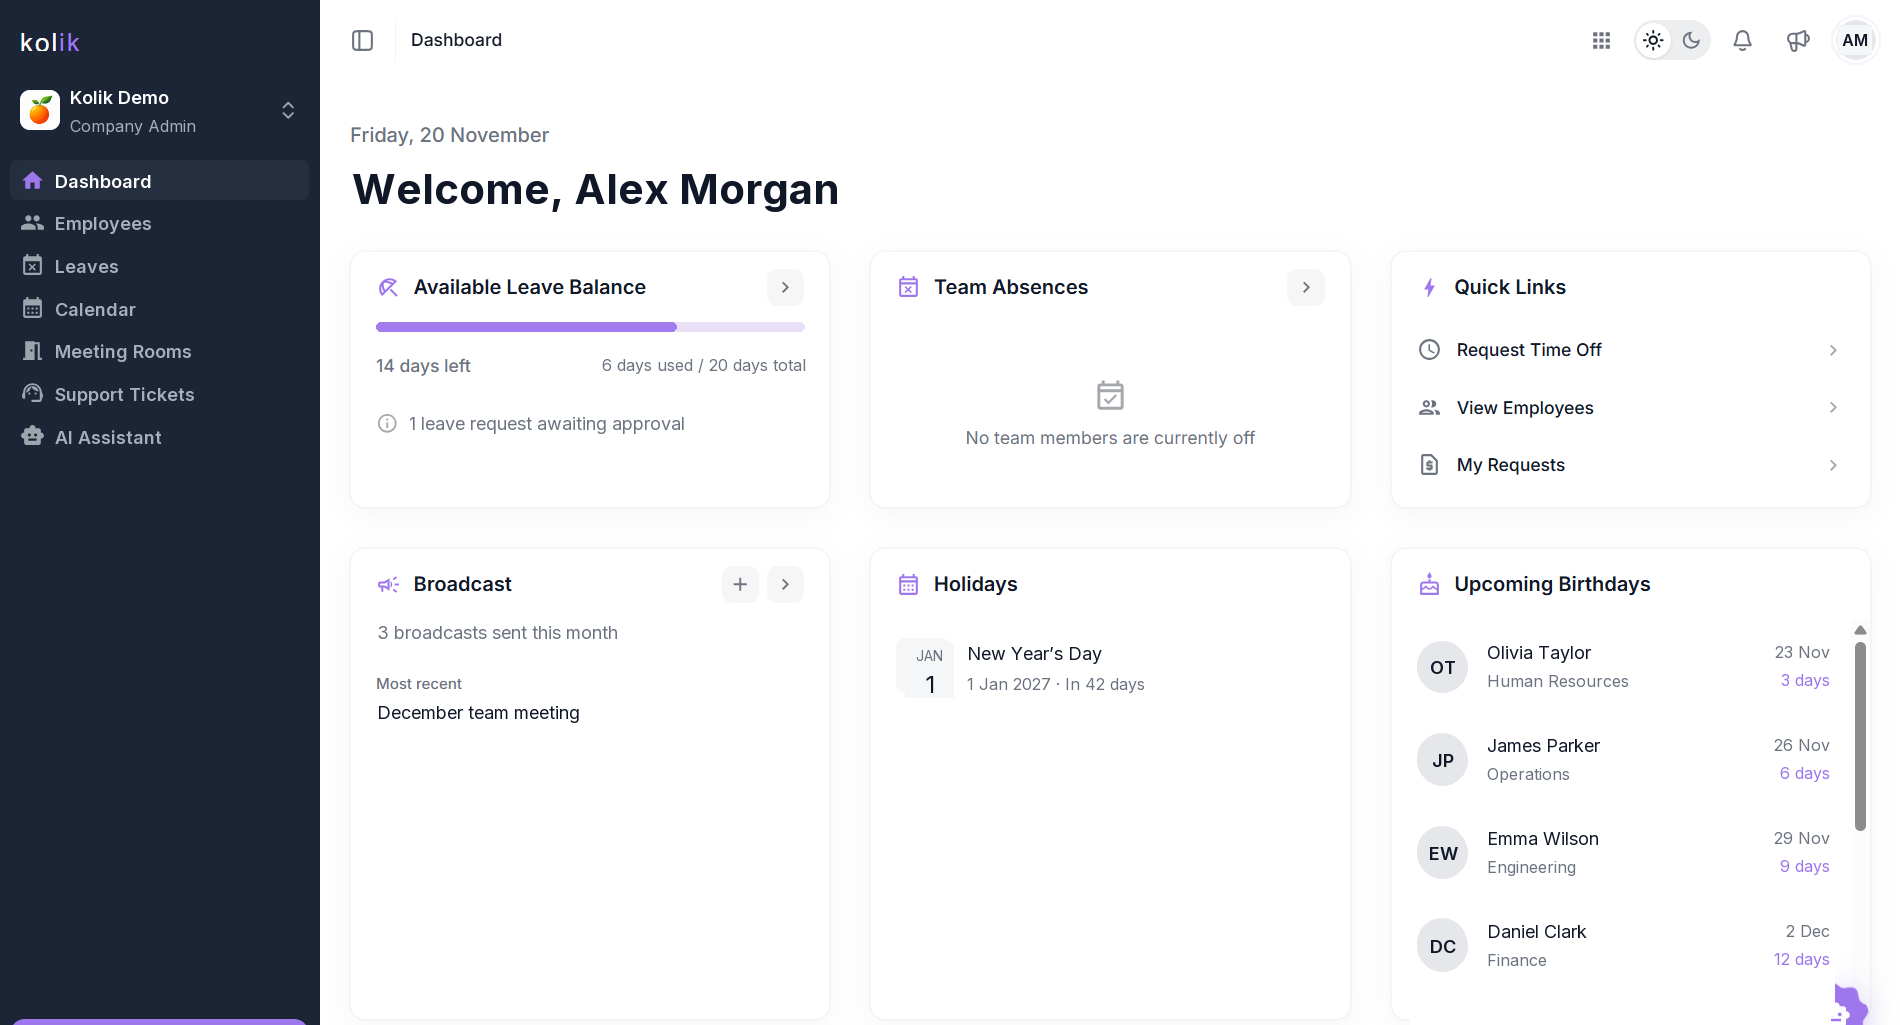 kolik
Kolik Demo
Company Admin
Dashboard
Employees
Leaves
Calendar
Meeting Rooms
Support Tickets
AI Assistant
Dashboard
AM
Friday, 20 November
Welcome, Alex Morgan
Available Leave Balance
14 days left
6 days used / 20 days total
1 leave request awaiting approval
Team Absences
No team members are currently off
Quick Links
Request Time Off
View Employees
My Requests
Broadcast
3 broadcasts sent this month
Most recent
December team meeting
Holidays
JAN
1
New Year’s Day
1 Jan 2027 · In 42 days
Upcoming Birthdays
OT
Olivia Taylor
23 Nov
Human Resources
3 days
JP
James Parker
26 Nov
Operations
6 days
EW
Emma Wilson
29 Nov
Engineering
9 days
DC
Daniel Clark
2 Dec
Finance
12 days